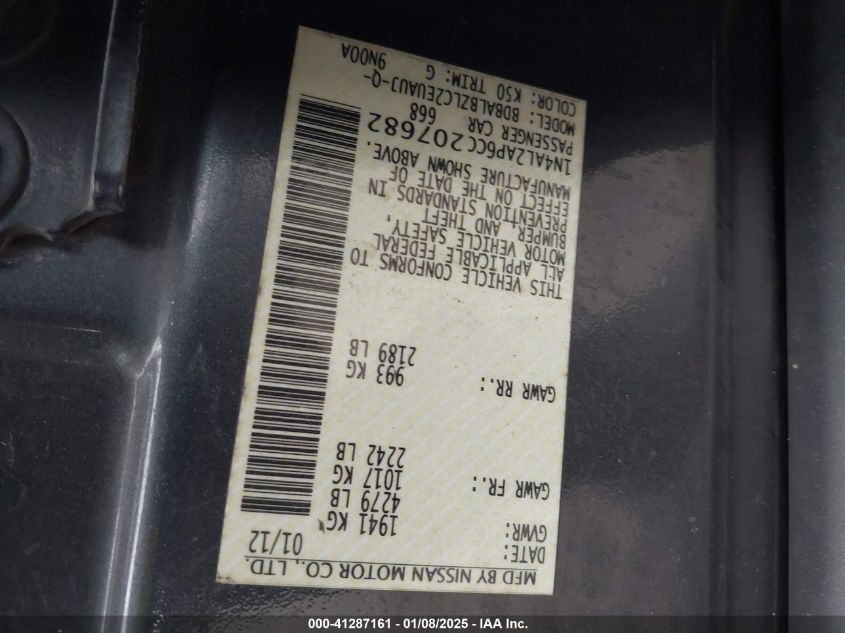 MFD BY NISSAN MOTOR CO., LTD.
DATE: 01/12
GVWR: 1941 KG
4279 LB
GAWR FR.: 1017 KG
2242 LB
GAWR RR.: 993 KG
2189 LB
THIS VEHICLE CONFORMS TO
ALL APPLICABLE FEDERAL
MOTOR VEHICLE SAFETY,
BUMPER AND THEFT
PREVENTION STANDARDS IN
EFFECT ON THE DATE OF
MANUFACTURE SHOWN ABOVE.
1N4AL2AP6CC207682
PASSENGER CAR 668
MODEL: BDBALBZLC2EUAUJ-Q-
COLOR: K50 TRIM: G 9N00A
000-41287161 - 01/08/2025 - IAA Inc.